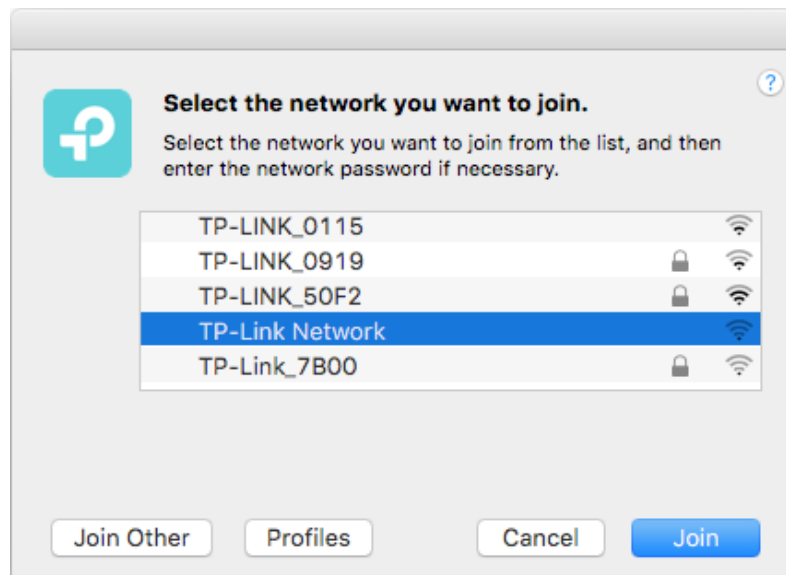 ?
Select the network you want to join.
Select the network you want to join from the list, and then
enter the network password if necessary.
TP-LINK_0115
TP-LINK_0919
TP-LINK_50F2
TP-Link Network
TP-Link_7B00
Join Other Profiles Cancel Join